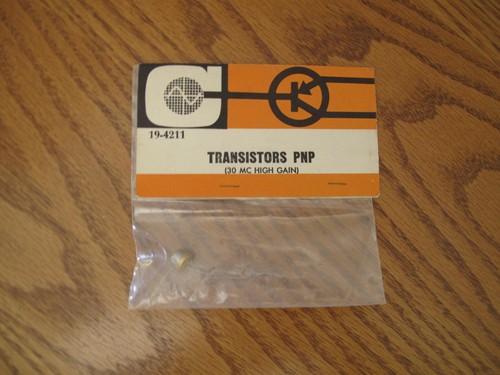 C
19-4211
TRANSISTORS PNP
(30 MC HIGH GAIN)